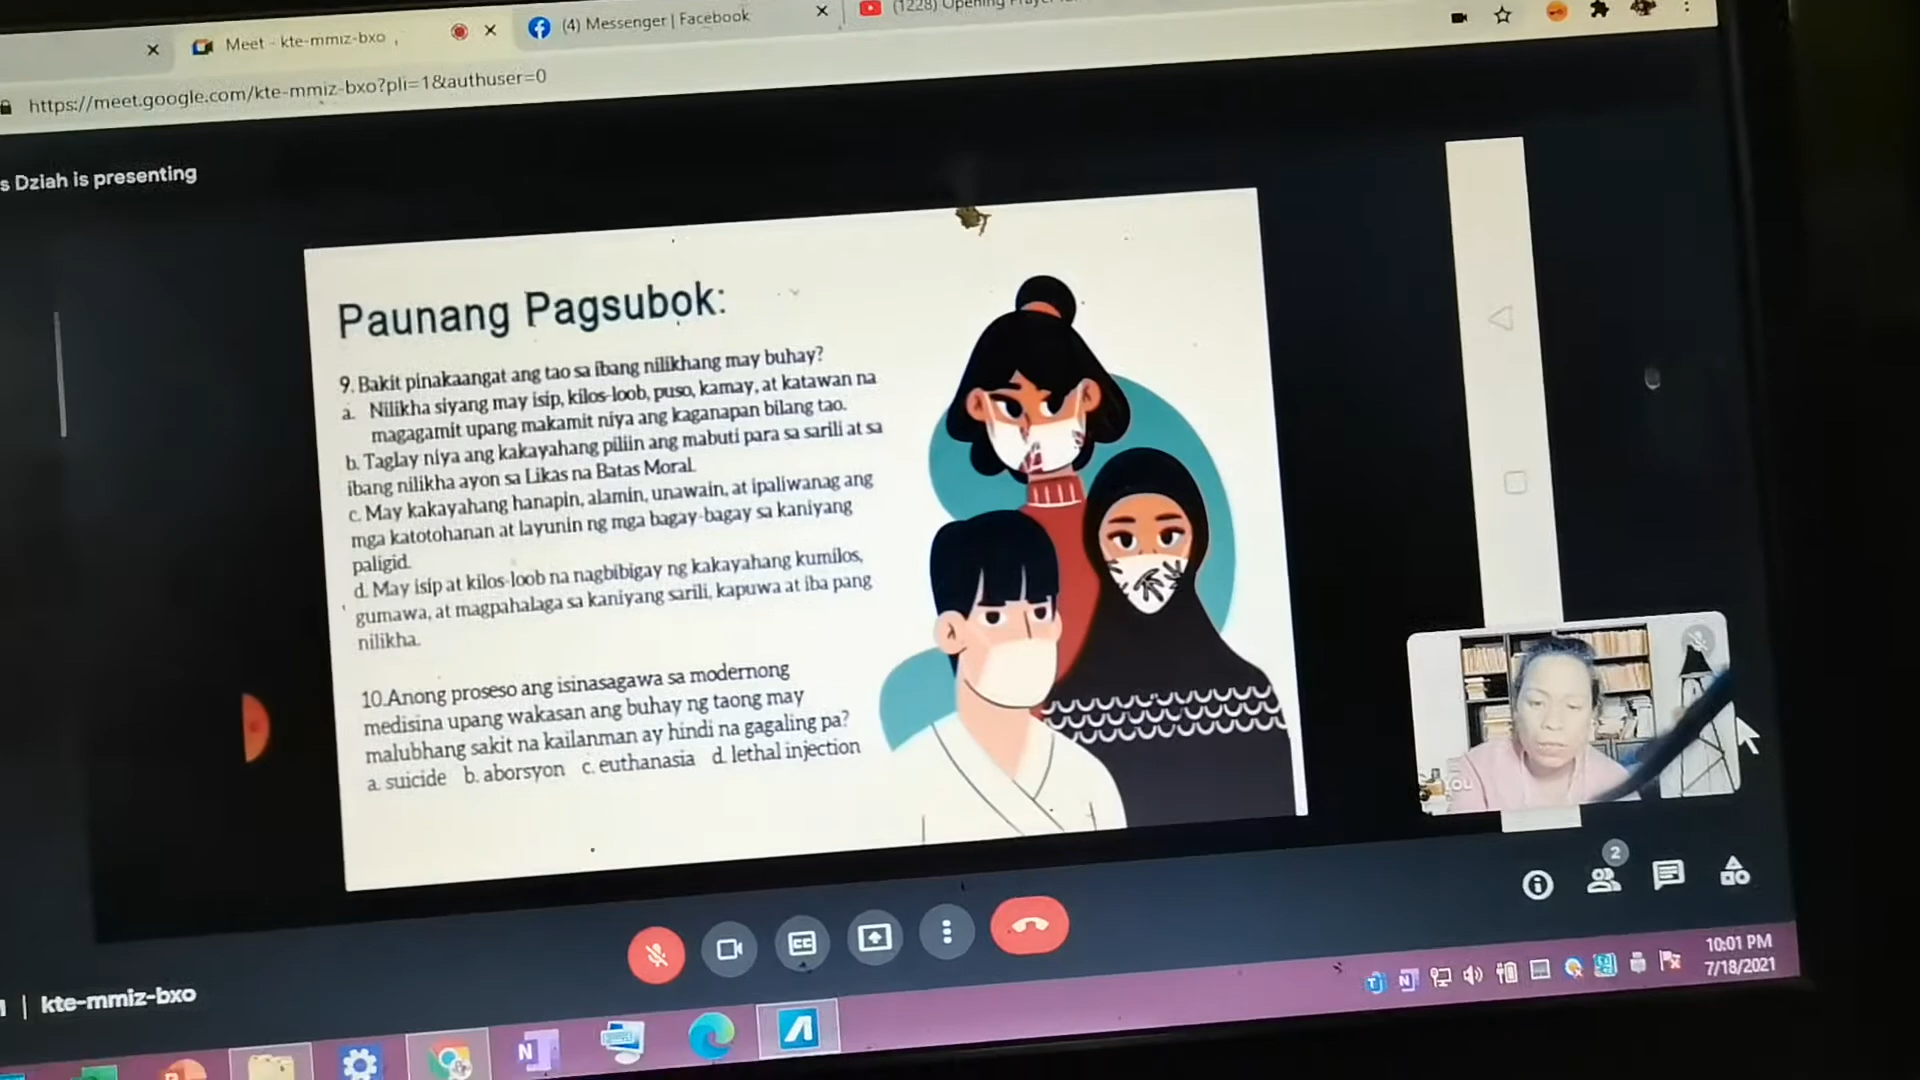 Meet - kte-mmiz-bxo
(4) Messenger | Facebook
(1228) Opening Prayer
https://meet.google.com/kte-mmiz-bxo?pli=1&authuser=0
s Dziah is presenting
Paunang Pagsubok:
9. Bakit pinakaangat ang tao sa ibang nilikhang may buhay?
a. Nilikha siyang may isip, kilos-loob, puso, kamay, at katawan na
magagamit upang makamit niya ang kaganapan bilang tao.
b. Taglay niya ang kakayahang piliin ang mabuti para sa sarili at sa
ibang nilikha ayon sa Likas na Batas Moral.
c. May kakayahang hanapin, alamin, unawain, at ipaliwanag ang
mga katotohanan at layunin ng mga bagay-bagay sa kaniyang
paligid.
d. May isip at kilos-loob na nagbibigay ng kakayahang kumilos,
gumawa, at magpahalaga sa kaniyang sarili, kapuwa at iba pang
nilikha.
10.Anong proseso ang isinasagawa sa modernong
medisina upang wakasan ang buhay ng taong may
malubhang sakit na kailanman ay hindi na gagaling pa?
a. suicide b. aborsyon c. euthanasia d. lethal injection
You
2
CC
10:01 PM
7/18/2021
| kte-mmiz-bxo
N